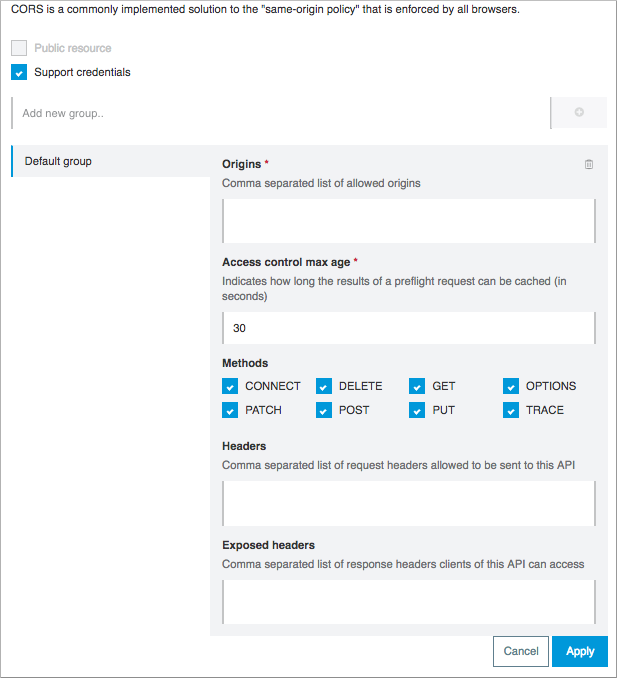 CORS is a commonly implemented solution to the "same-origin policy" that is enforced by all browsers.
Public resource
Support credentials
Add new group..
Default group
Origins *
Comma separated list of allowed origins
Access control max age *
Indicates how long the results of a preflight request can be cached (in
seconds)
30
Methods
CONNECT DELETE GET OPTIONS
PATCH POST PUT TRACE
Headers
Comma separated list of request headers allowed to be sent to this API
Exposed headers
Comma separated list of response headers clients of this API can access
Cancel Apply